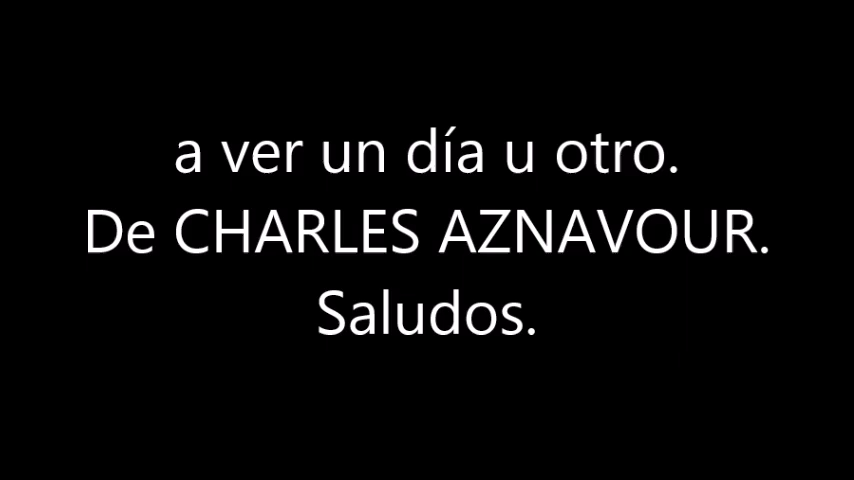 a ver un día u otro.
De CHARLES AZNAVOUR.
Saludos.